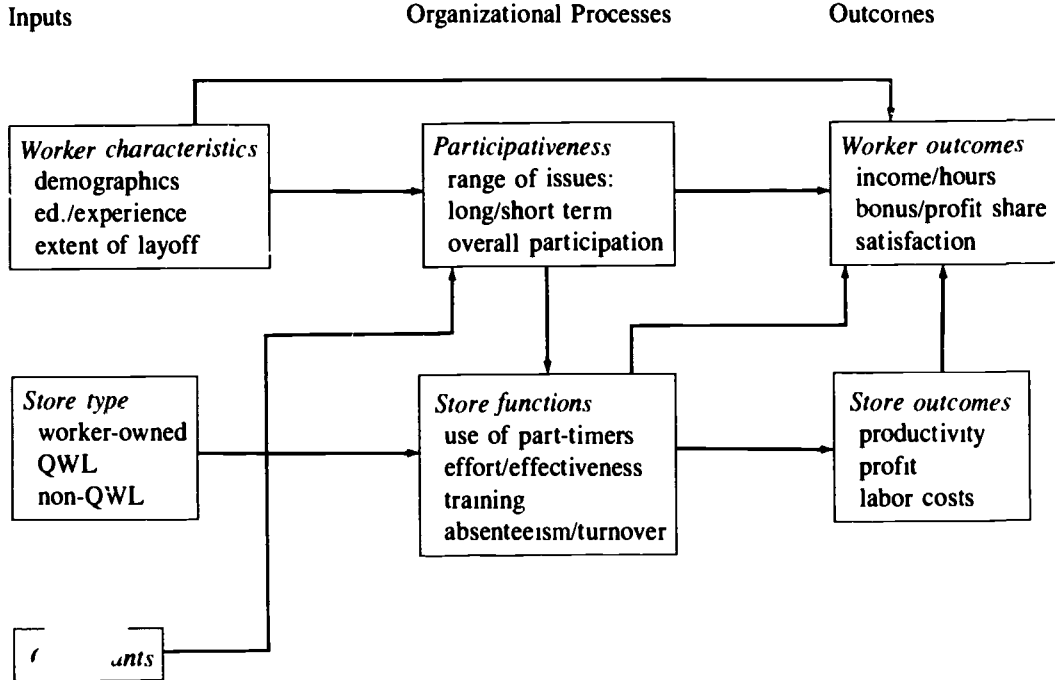 Inputs Organizational Processes Outcomes
Worker characteristics
demographics
ed./experience
extent of layoff
Participativeness
range of issues:
long/short term
overall participation
Worker outcomes
income/hours
bonus/profit share
satisfaction
Store type
worker-owned
QWL
non-QWL
Store functions
use of part-timers
effort/effectiveness
training
absenteeism/turnover
Store outcomes
productivity
profit
labor costs